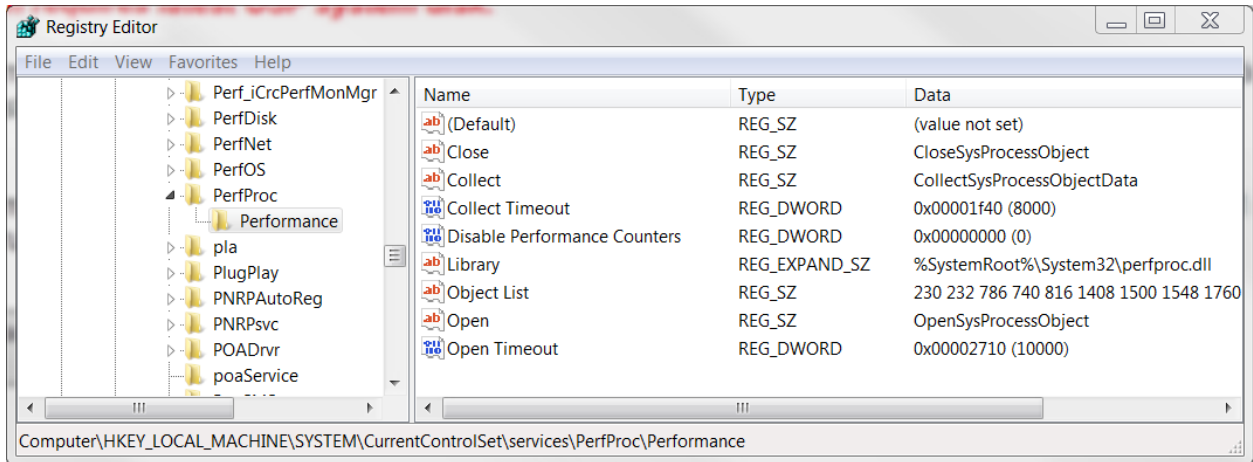 Registry Editor
File Edit View Favorites Help
Perf_iCrcPerfMonMgr
PerfDisk
PerfNet
PerfOS
PerfProc
Performance
pla
PlugPlay
PNRPAutoReg
PNRPsvc
POADrvr
poaService
Name Type Data
(Default) REG_SZ (value not set)
Close REG_SZ CloseSysProcessObject
Collect REG_SZ CollectSysProcessObjectData
Collect Timeout REG_DWORD 0x00001f40 (8000)
Disable Performance Counters REG_DWORD 0x00000000 (0)
Library REG_EXPAND_SZ %SystemRoot%\System32\perfproc.dll
Object List REG_SZ 230 232 786 740 816 1408 1500 1548 1760
Open REG_SZ OpenSysProcessObject
Open Timeout REG_DWORD 0x00002710 (10000)
Computer\HKEY_LOCAL_MACHINE\SYSTEM\CurrentControlSet\services\PerfProc\Performance